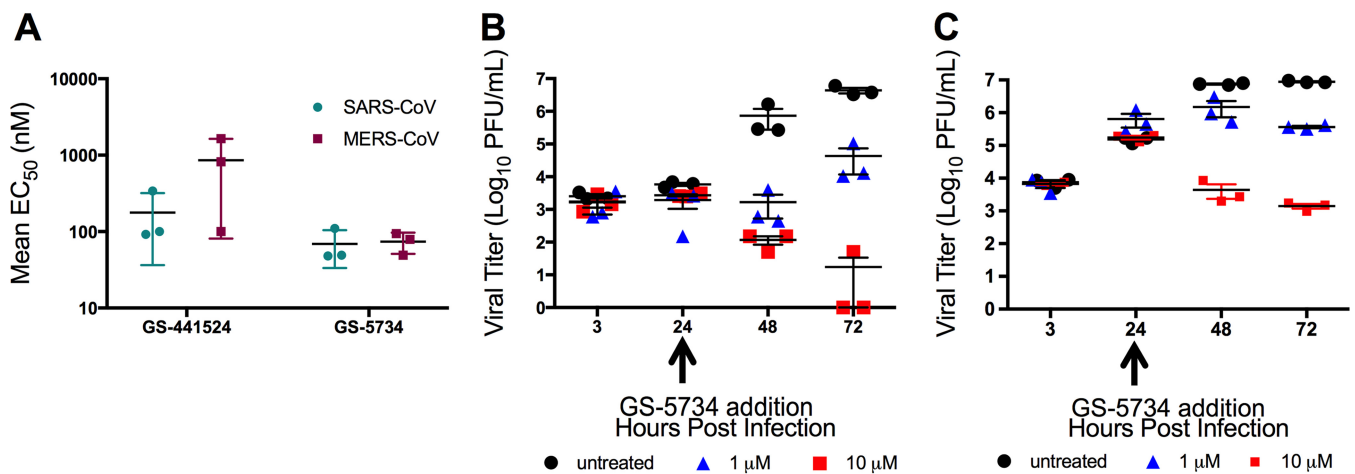 A
Mean EC50 (nM)
10000
1000
100
10
SARS-CoV
MERS-CoV
GS-441524
GS-5734
B
Viral Titer (Log10 PFU/mL)
7
6
5
4
3
2
1
0
3
24
48
72
GS-5734 addition
Hours Post Infection
untreated
1 μM
10 μM
C
Viral Titer (Log10 PFU/mL)
7
6
5
4
3
2
1
0
3
24
48
72
GS-5734 addition
Hours Post Infection
untreated
1 μM
10 μM